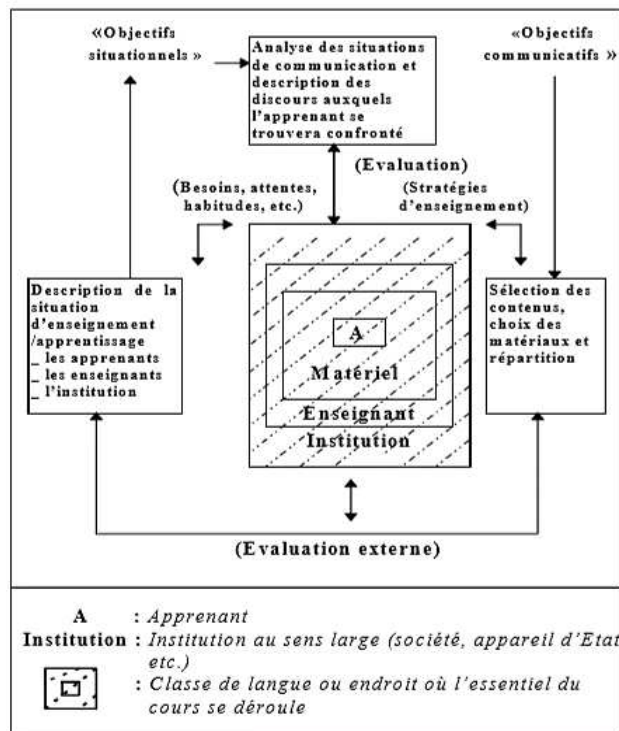 «Objectifs
situationnels »
Analyse des situations
de communication et
description des
discours auxquels
l'apprenant se
trouvera confronté
«Objectifs
communicatifs »
(Evaluation)
(Besoins, attentes,
habitudes, etc.)
(Stratégies
d'enseignement)
Description de la
situation
d'enseignement
/apprentissage
_ les apprenants
_ les enseignants
_ l'institution
A
Matériel
Enseignant
Institution
Sélection des
contenus,
choix des
matériaux et
répartition
(Evaluation externe)
A : Apprenant
Institution : Institution au sens large (société, appareil d'Etat
etc.)
: Classe de langue ou endroit où l'essentiel du
cours se déroule